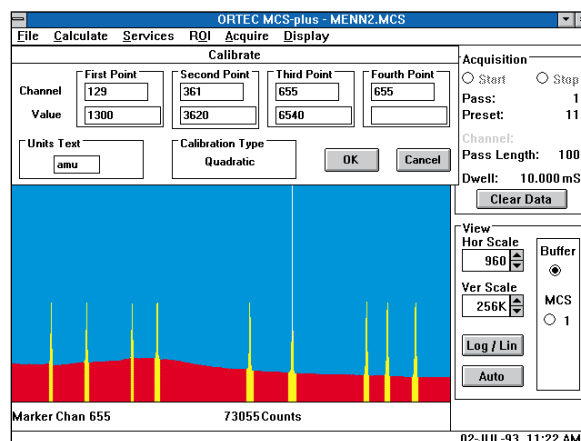 ORTEC MCS-plus - MENN2.MCS
File Calculate Services ROI Acquire Display
Calibrate
First Point Second Point Third Point Fourth Point
Channel 129 361 655 655
Value 1300 3620 6540
Units Text
amu
Calibration Type
Quadratic
OK Cancel
Acquisition
Start Stop
Pass: 1
Preset: 11
Channel:
Pass Length: 100
Dwell: 10.000 mS
Clear Data
View
Hor Scale
960
Ver Scale
256K
Log / Lin
Auto
Buffer
MCS
1
Marker Chan 655 73055 Counts
02-JUL-93 11:22 AM